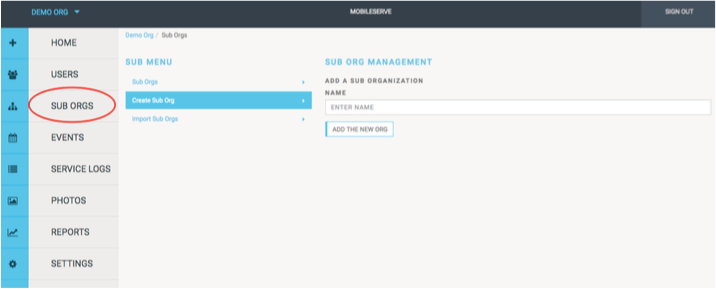 DEMO ORG
MOBILESERVE
SIGN OUT
HOME
USERS
SUB ORGS
EVENTS
SERVICE LOGS
PHOTOS
REPORTS
SETTINGS
Demo Org / Sub Orgs
SUB MENU
Sub Orgs
Create Sub Org
Import Sub Orgs
SUB ORG MANAGEMENT
ADD A SUB ORGANIZATION
NAME
ENTER NAME
ADD THE NEW ORG